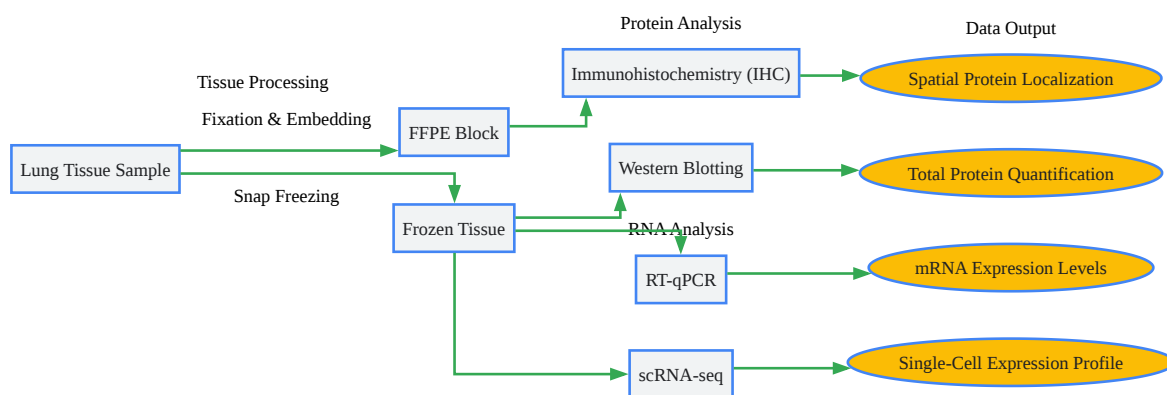 Protein Analysis
Data Output
Immunohistochemistry (IHC)
Spatial Protein Localization
Tissue Processing
Fixation & Embedding
FFPE Block
Lung Tissue Sample
Western Blotting
Total Protein Quantification
Snap Freezing
Frozen Tissue
RNA Analysis
RT-qPCR
mRNA Expression Levels
scRNA-seq
Single-Cell Expression Profile